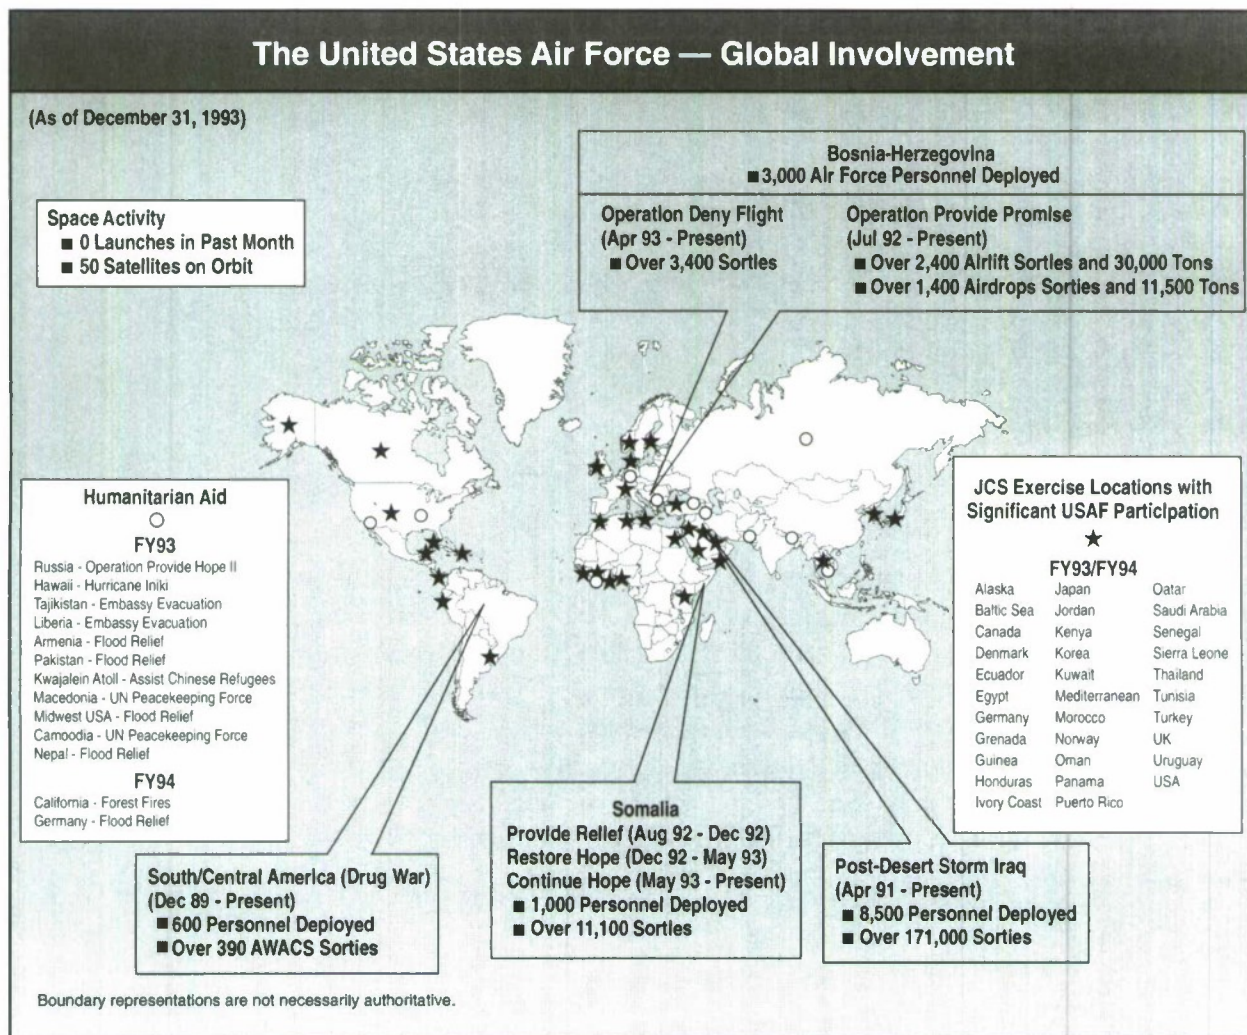 The United States Air Force — Global Involvement
(As of December 31, 1993)
Space Activity
■ 0 Launches in Past Month
■ 50 Satellites on Orbit
Bosnia-Herzegovina
■ 3,000 Air Force Personnel Deployed
Operation Deny Flight
(Apr 93 - Present)
■ Over 3,400 Sorties
Operation Provide Promise
(Jul 92 - Present)
■ Over 2,400 Airlift Sorties and 30,000 Tons
■ Over 1,400 Airdrops Sorties and 11,500 Tons
Humanitarian Aid
FY93
Russia - Operation Provide Hope II
Hawaii - Hurricane Iniki
Tajikistan - Embassy Evacuation
Liberia - Embassy Evacuation
Armenia - Flood Relief
Pakistan - Flood Relief
Kwajalein Atoll - Assist Chinese Refugees
Macedonia - UN Peacekeeping Force
Midwest USA - Flood Relief
Camoodia - UN Peacekeeping Force
Nepal - Flood Relief
FY94
California - Forest Fires
Germany - Flood Relief
JCS Exercise Locations with
Significant USAF Particlpation
★
FY93/FY94
Alaska Japan Qatar
Baltic Sea Jordan Saudi Arabia
Canada Kenya Senegal
Denmark Korea Sierra Leone
Ecuador Kuwait Thailand
Egypt Mediterranean Tunisia
Germany Morocco Turkey
Grenada Norway UK
Guinea Oman Uruguay
Honduras Panama USA
Ivory Coast Puerto Rico
South/Central America (Drug War)
(Dec 89 - Present)
■ 600 Personnel Deployed
■ Over 390 AWACS Sorties
Somalia
Provide Relief (Aug 92 - Dec 92)
Restore Hope (Dec 92 - May 93)
Continue Hope (May 93 - Present)
■ 1,000 Personnel Deployed
■ Over 11,100 Sorties
Post-Desert Storm Iraq
(Apr 91 - Present)
■ 8,500 Personnel Deployed
■ Over 171,000 Sorties
Boundary representations are not necessarily authoritative.